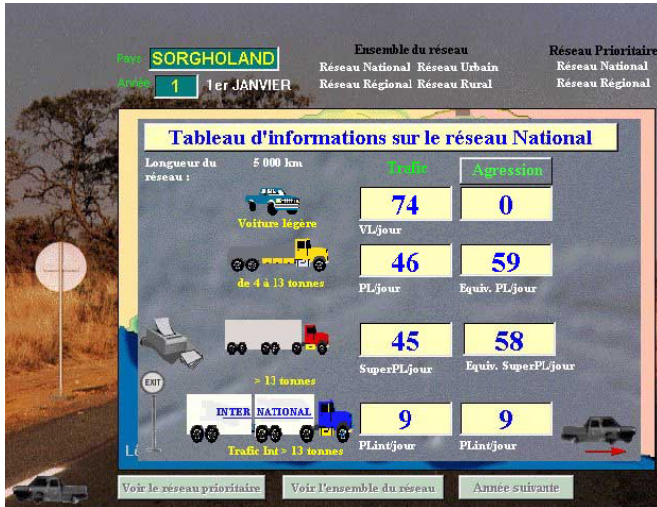 Pays SORGHOLAND
Année 1 1er JANVIER
Ensemble du réseau
Réseau National Réseau Urbain
Réseau Régional Réseau Rural
Réseau Prioritaire
Réseau National
Réseau Régional
Tableau d'informations sur le réseau National
Longueur du
réseau :
5 000 km
Trafic
Agression
Voiture légère
74
VL/jour
0
de 4 à 13 tonnes
46
PL/jour
59
Equiv. PL/jour
> 13 tonnes
45
SuperPL/jour
58
Equiv. SuperPL/jour
EXIT
INTER NATIONAL
Trafic Int > 13 tonnes
9
PLint/jour
9
PLint/jour
Voir le réseau prioritaire
Voir l'ensemble du réseau
Année suivante